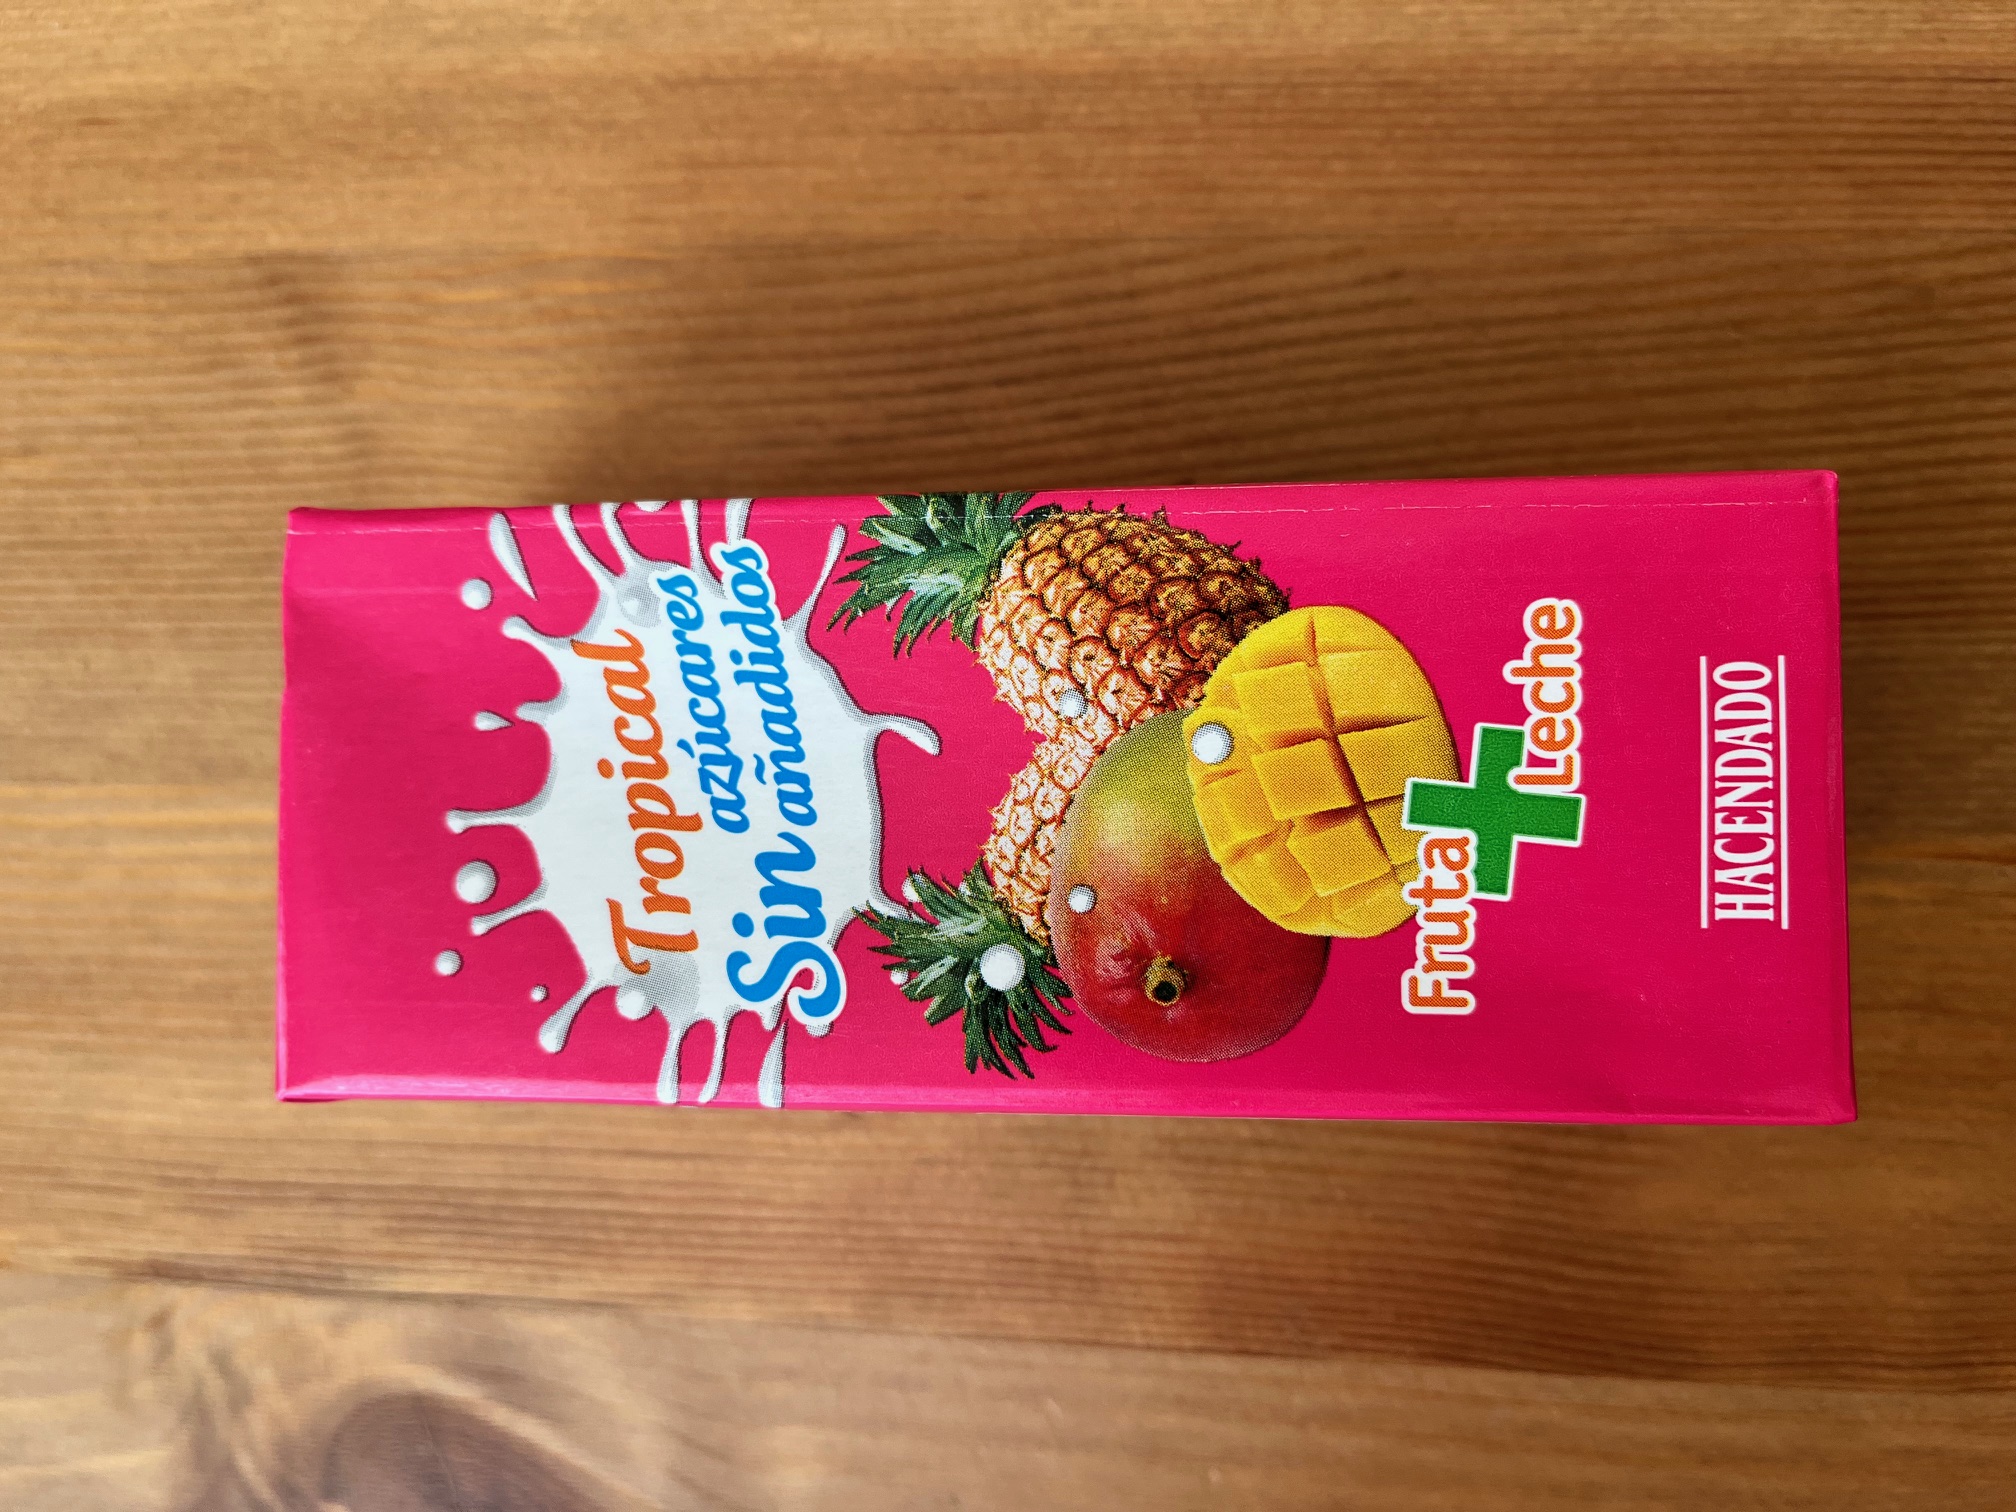 Tropical
Sin azúcares
añadidos
Fruta
+
Leche
HACENDADO